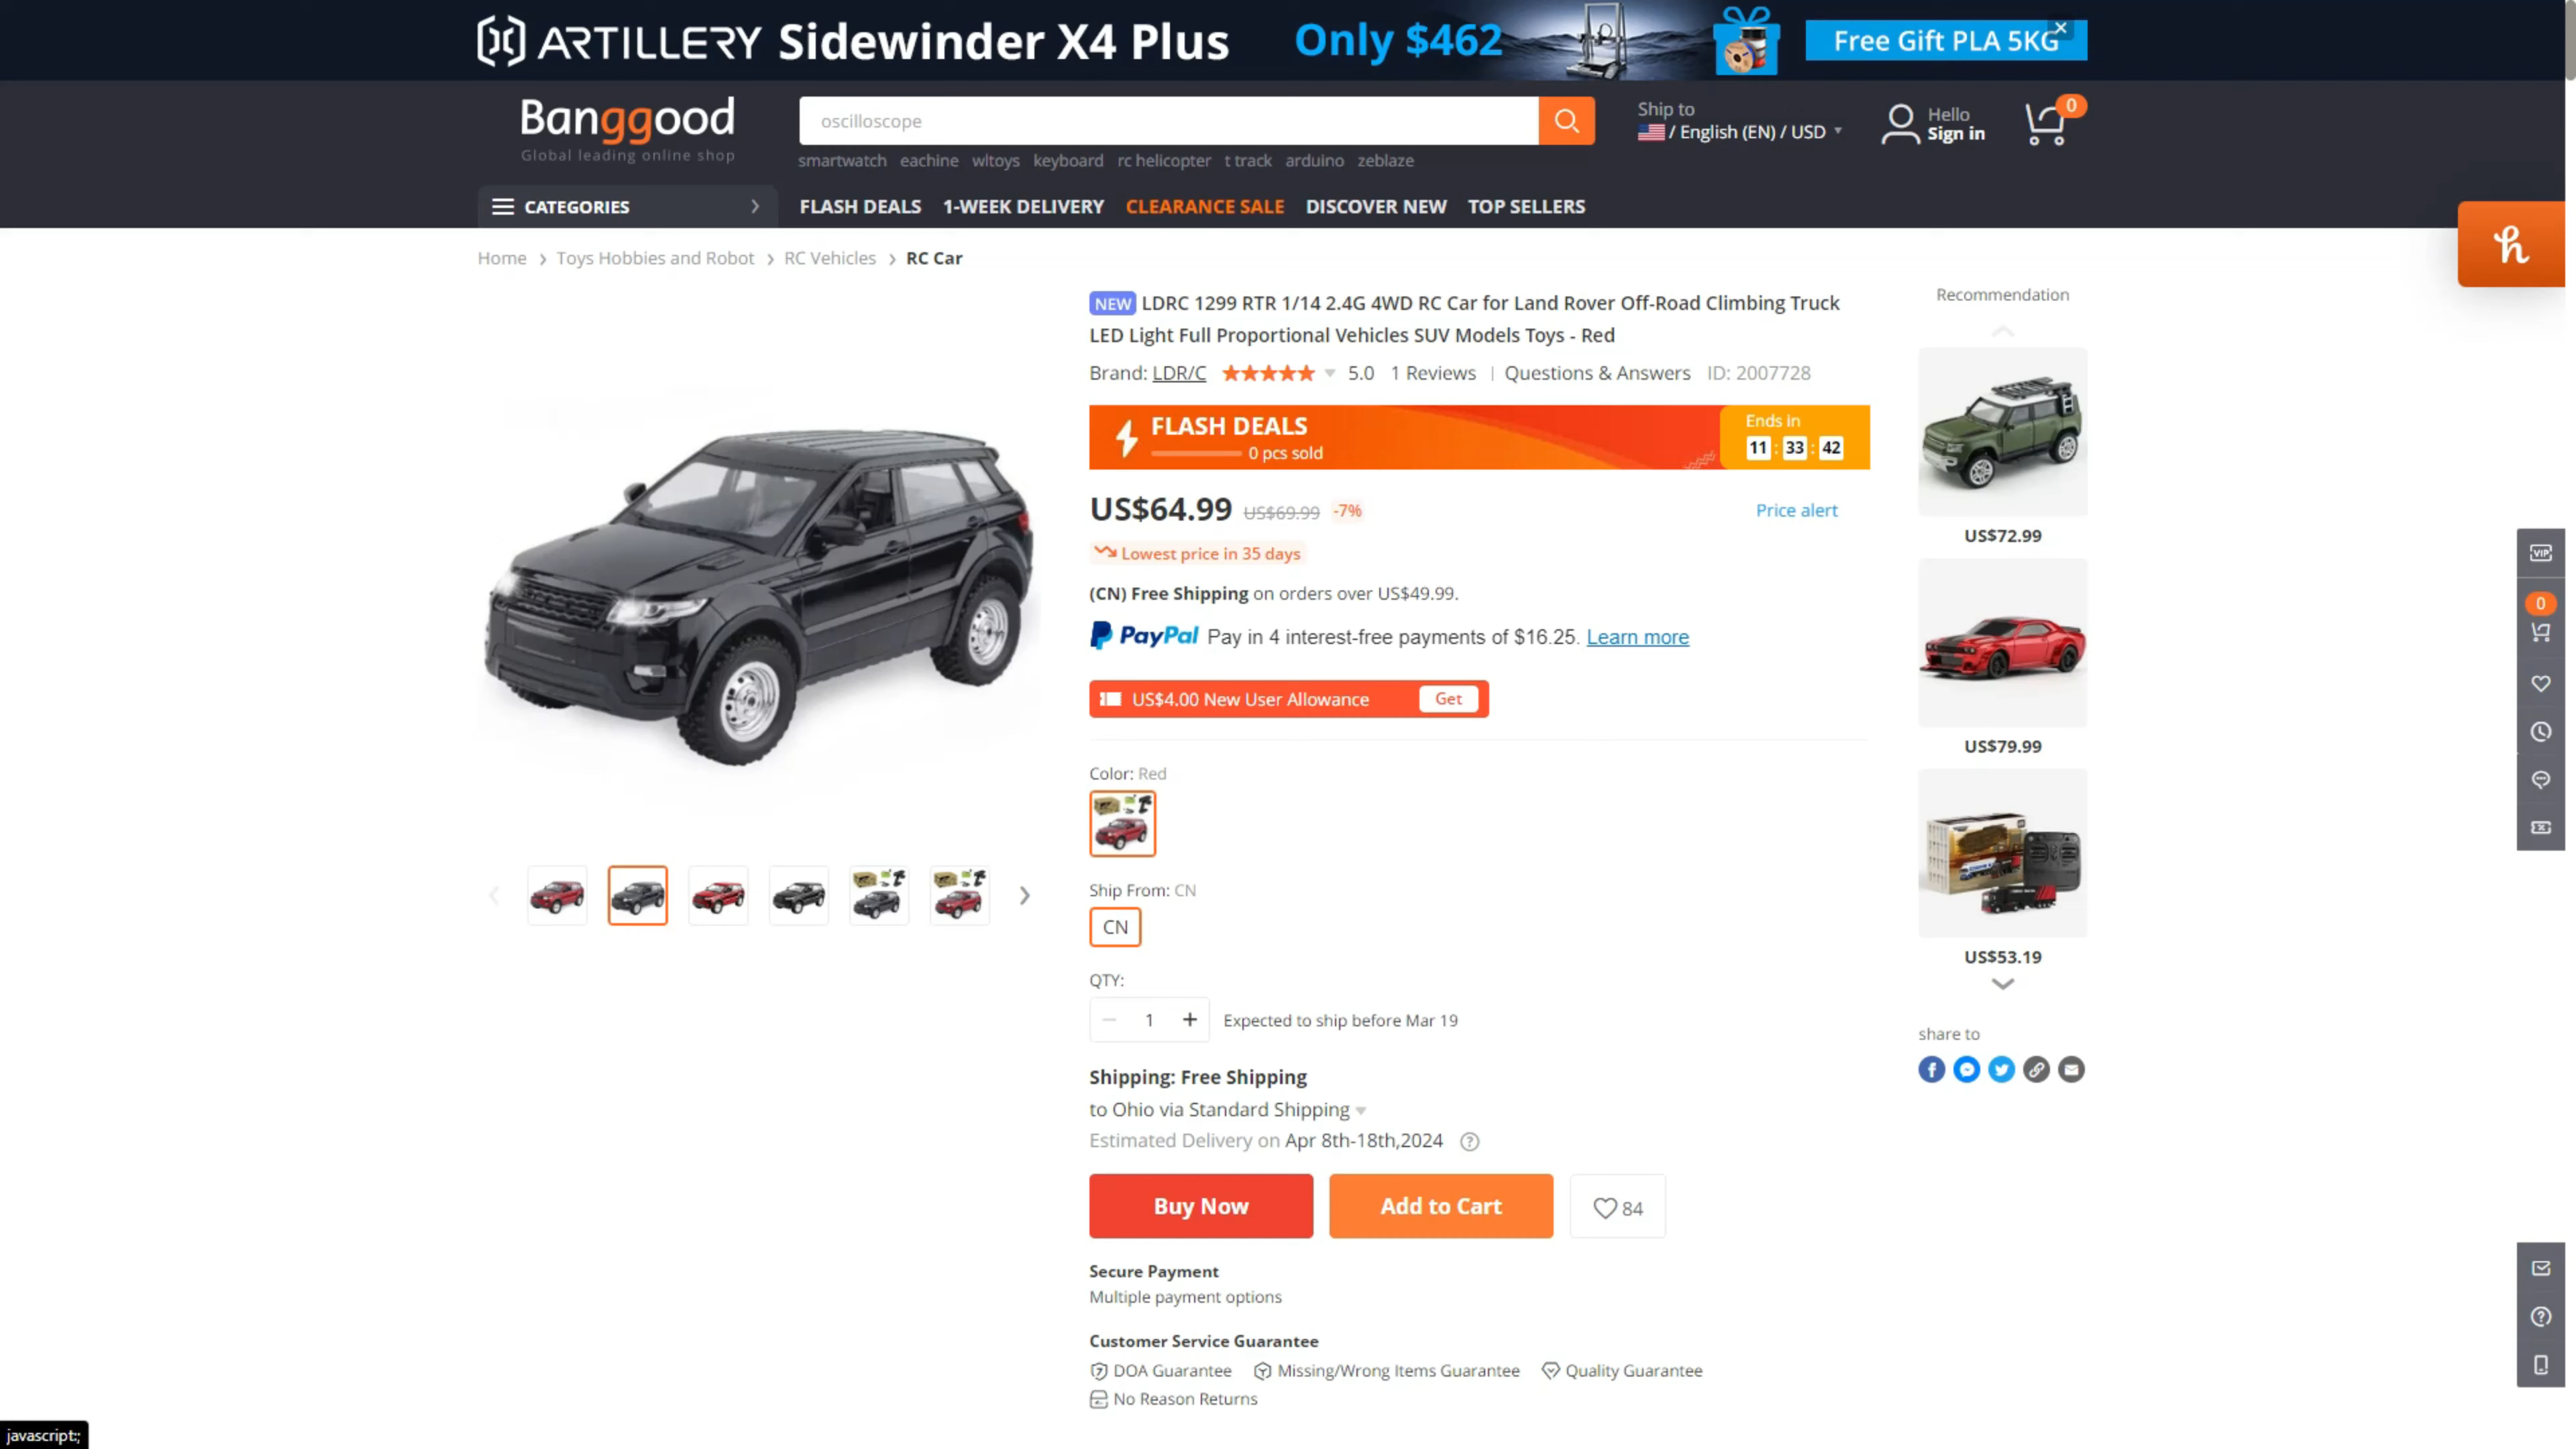 ARTILLERY Sidewinder X4 Plus Only $462 Free Gift PLA 5KG
Banggood
Global leading online shop
oscilloscope
smartwatch eachine wltoys keyboard rc helicopter t track arduino zeblaze
Ship to
/ English (EN) / USD
Hello
Sign in
0
CATEGORIES
FLASH DEALS 1-WEEK DELIVERY CLEARANCE SALE DISCOVER NEW TOP SELLERS
Home > Toys Hobbies and Robot > RC Vehicles > RC Car
NEW LDRC 1299 RTR 1/14 2.4G 4WD RC Car for Land Rover Off-Road Climbing Truck
LED Light Full Proportional Vehicles SUV Models Toys - Red
Brand: LDR/C 5.0 1 Reviews | Questions & Answers ID: 2007728
FLASH DEALS
0 pcs sold
Ends in
11 : 33 : 42
US$64.99 US$69.99 -7%
Price alert
Lowest price in 35 days
(CN) Free Shipping on orders over US$49.99.
PayPal Pay in 4 interest-free payments of $16.25. Learn more
US$4.00 New User Allowance Get
Color: Red
Ship From: CN
CN
QTY:
1 + Expected to ship before Mar 19
Shipping: Free Shipping
to Ohio via Standard Shipping
Estimated Delivery on Apr 8th-18th,2024 ?
Buy Now Add to Cart 84
Secure Payment
Multiple payment options
Customer Service Guarantee
DOA Guarantee Missing/Wrong Items Guarantee Quality Guarantee
No Reason Returns
Recommendation
US$72.99
US$79.99
US$53.19
share to
VIP
0
javascript:;